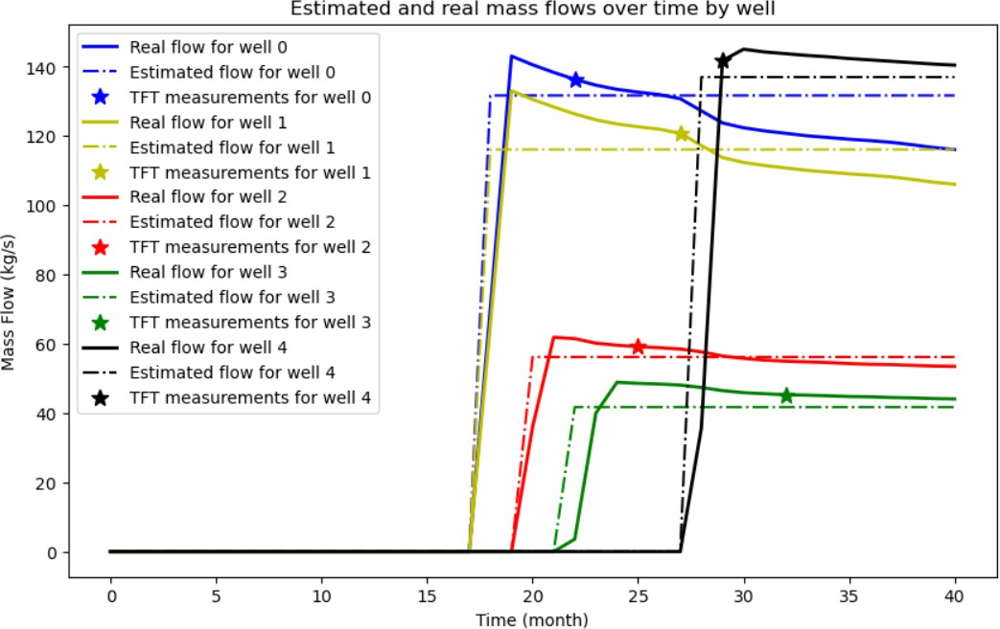 Estimated and real mass flows over time by well
Real flow for well 0
Estimated flow for well 0
TFT measurements for well 0
Real flow for well 1
Estimated flow for well 1
TFT measurements for well 1
Real flow for well 2
Estimated flow for well 2
TFT measurements for well 2
Real flow for well 3
Estimated flow for well 3
TFT measurements for well 3
Real flow for well 4
Estimated flow for well 4
TFT measurements for well 4
Mass Flow (kg/s)
140
120
100
80
60
40
20
0
0 5 10 15 20 25 30 35 40
Time (month)